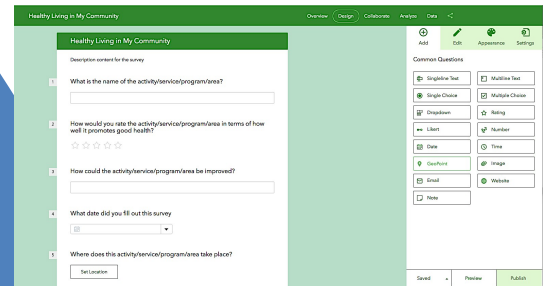 Healthy Living in My Community
Overview Design Collaborate Analyze Data
Healthy Living in My Community
Description content for the survey
1 What is the name of the activity/service/program/area?
2 How would you rate the activity/service/program/area in terms of how
well it promotes good health?
3 How could the activity/service/program/area be improved?
4 What date did you fill out this survey
5 Where does this activity/service/program/area take place?
Set Location
Add Edit Appearance Settings
Common Questions
Singleline Text Multiline Text
Single Choice Multiple Choice
Dropdown Rating
Likert Number
Date Time
GeoPoint Image
Email Website
Note
Saved Preview Publish